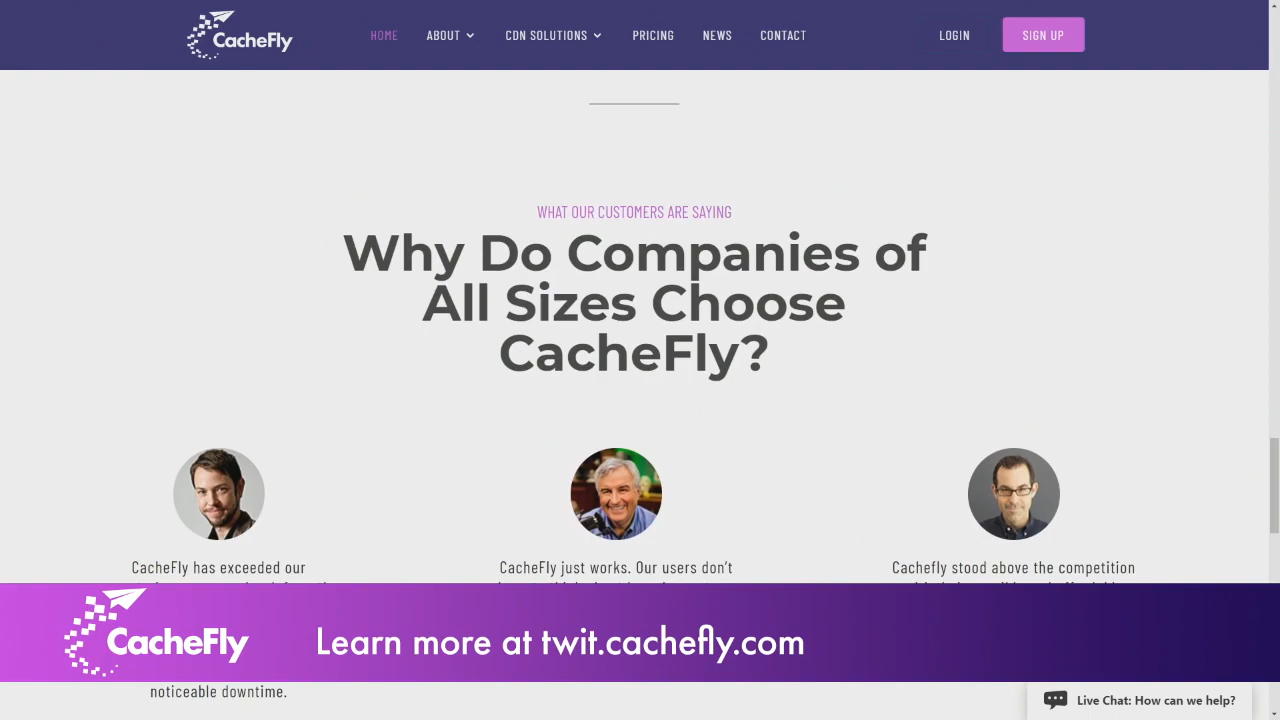 CacheFly
HOME ABOUT CDN SOLUTIONS PRICING NEWS CONTACT LOGIN SIGN UP
WHAT OUR CUSTOMERS ARE SAYING
Why Do Companies of
All Sizes Choose
CacheFly?
CacheFly has exceeded our
CacheFly just works. Our users don't
Cachefly stood above the competition
CacheFly Learn more at twit.cachefly.com
noticeable downtime.
Live Chat: How can we help?